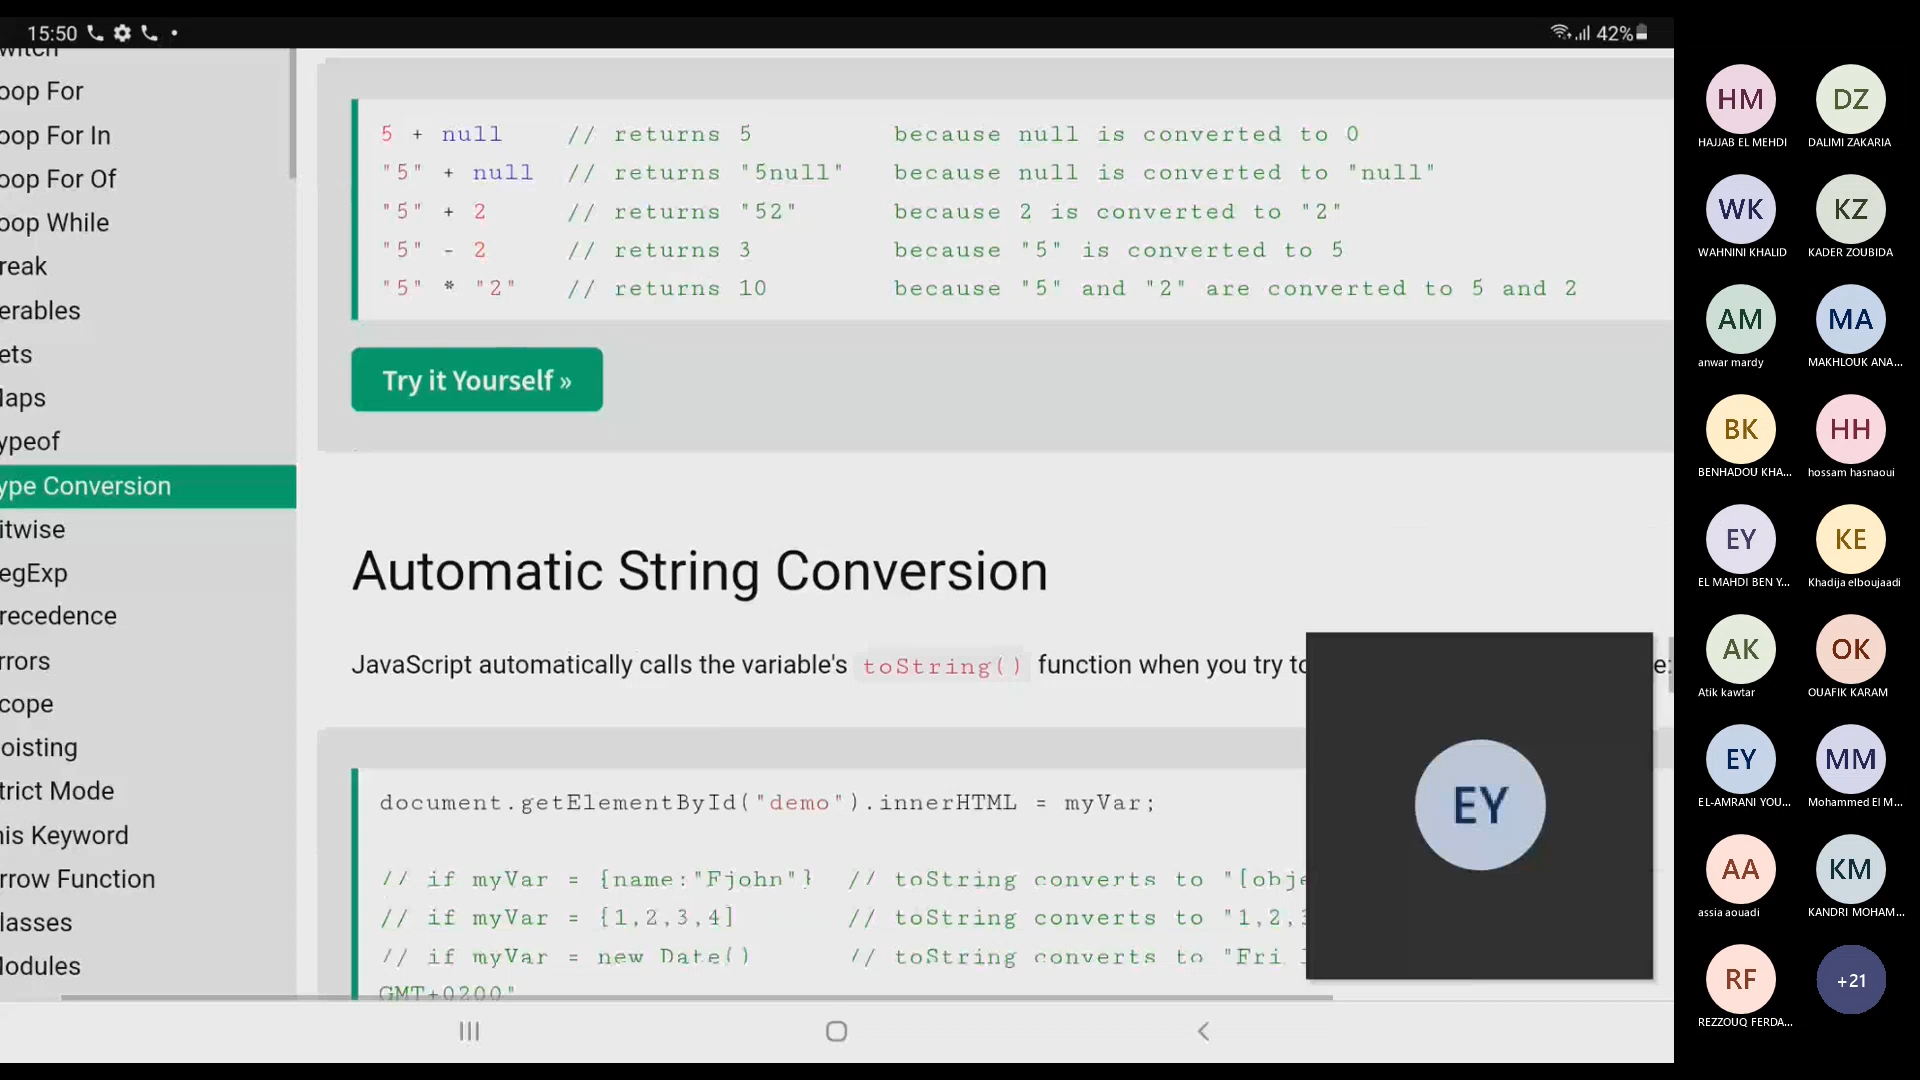 15:50
42%
witch
oop For
oop For In
oop For Of
oop While
reak
erables
ets
Maps
ypeof
ype Conversion
itwise
egExp
recedence
rrors
cope
oisting
trict Mode
his Keyword
rrow Function
lasses
Modules
5 + null // returns 5 because null is converted to 0
"5" + null // returns "5null" because null is converted to "null"
"5" + 2 // returns "52" because 2 is converted to "2"
"5" - 2 // returns 3 because "5" is converted to 5
"5" * "2" // returns 10 because "5" and "2" are converted to 5 and 2
Try it Yourself »
Automatic String Conversion
JavaScript automatically calls the variable's toString() function when you try to e:
document.getElementById("demo").innerHTML = myVar;
// if myVar = {name:"Fjohn"} // toString converts to "[obje
// if myVar = [1,2,3,4] // toString converts to "1,2,3
// if myVar = new Date() // toString converts to "Fri
GMT+0200"
EY
HM
HAJJAB EL MEHDI
DZ
DALIMI ZAKARIA
WK
WAHNINI KHALID
KZ
KADER ZOUBIDA
AM
anwar mardy
MA
MAKHLOUK ANA...
BK
BENHADOU KHA...
HH
hossam hasnaoui
EY
EL MAHDI BEN Y...
KE
Khadija elboujaadi
AK
Atik kawtar
OK
OUAFIK KARAM
EY
EL-AMRANI YOU...
MM
Mohammed El M...
AA
assia aouadi
KM
KANDRI MOHAM...
RF
REZZOUQ FERDA...
+21